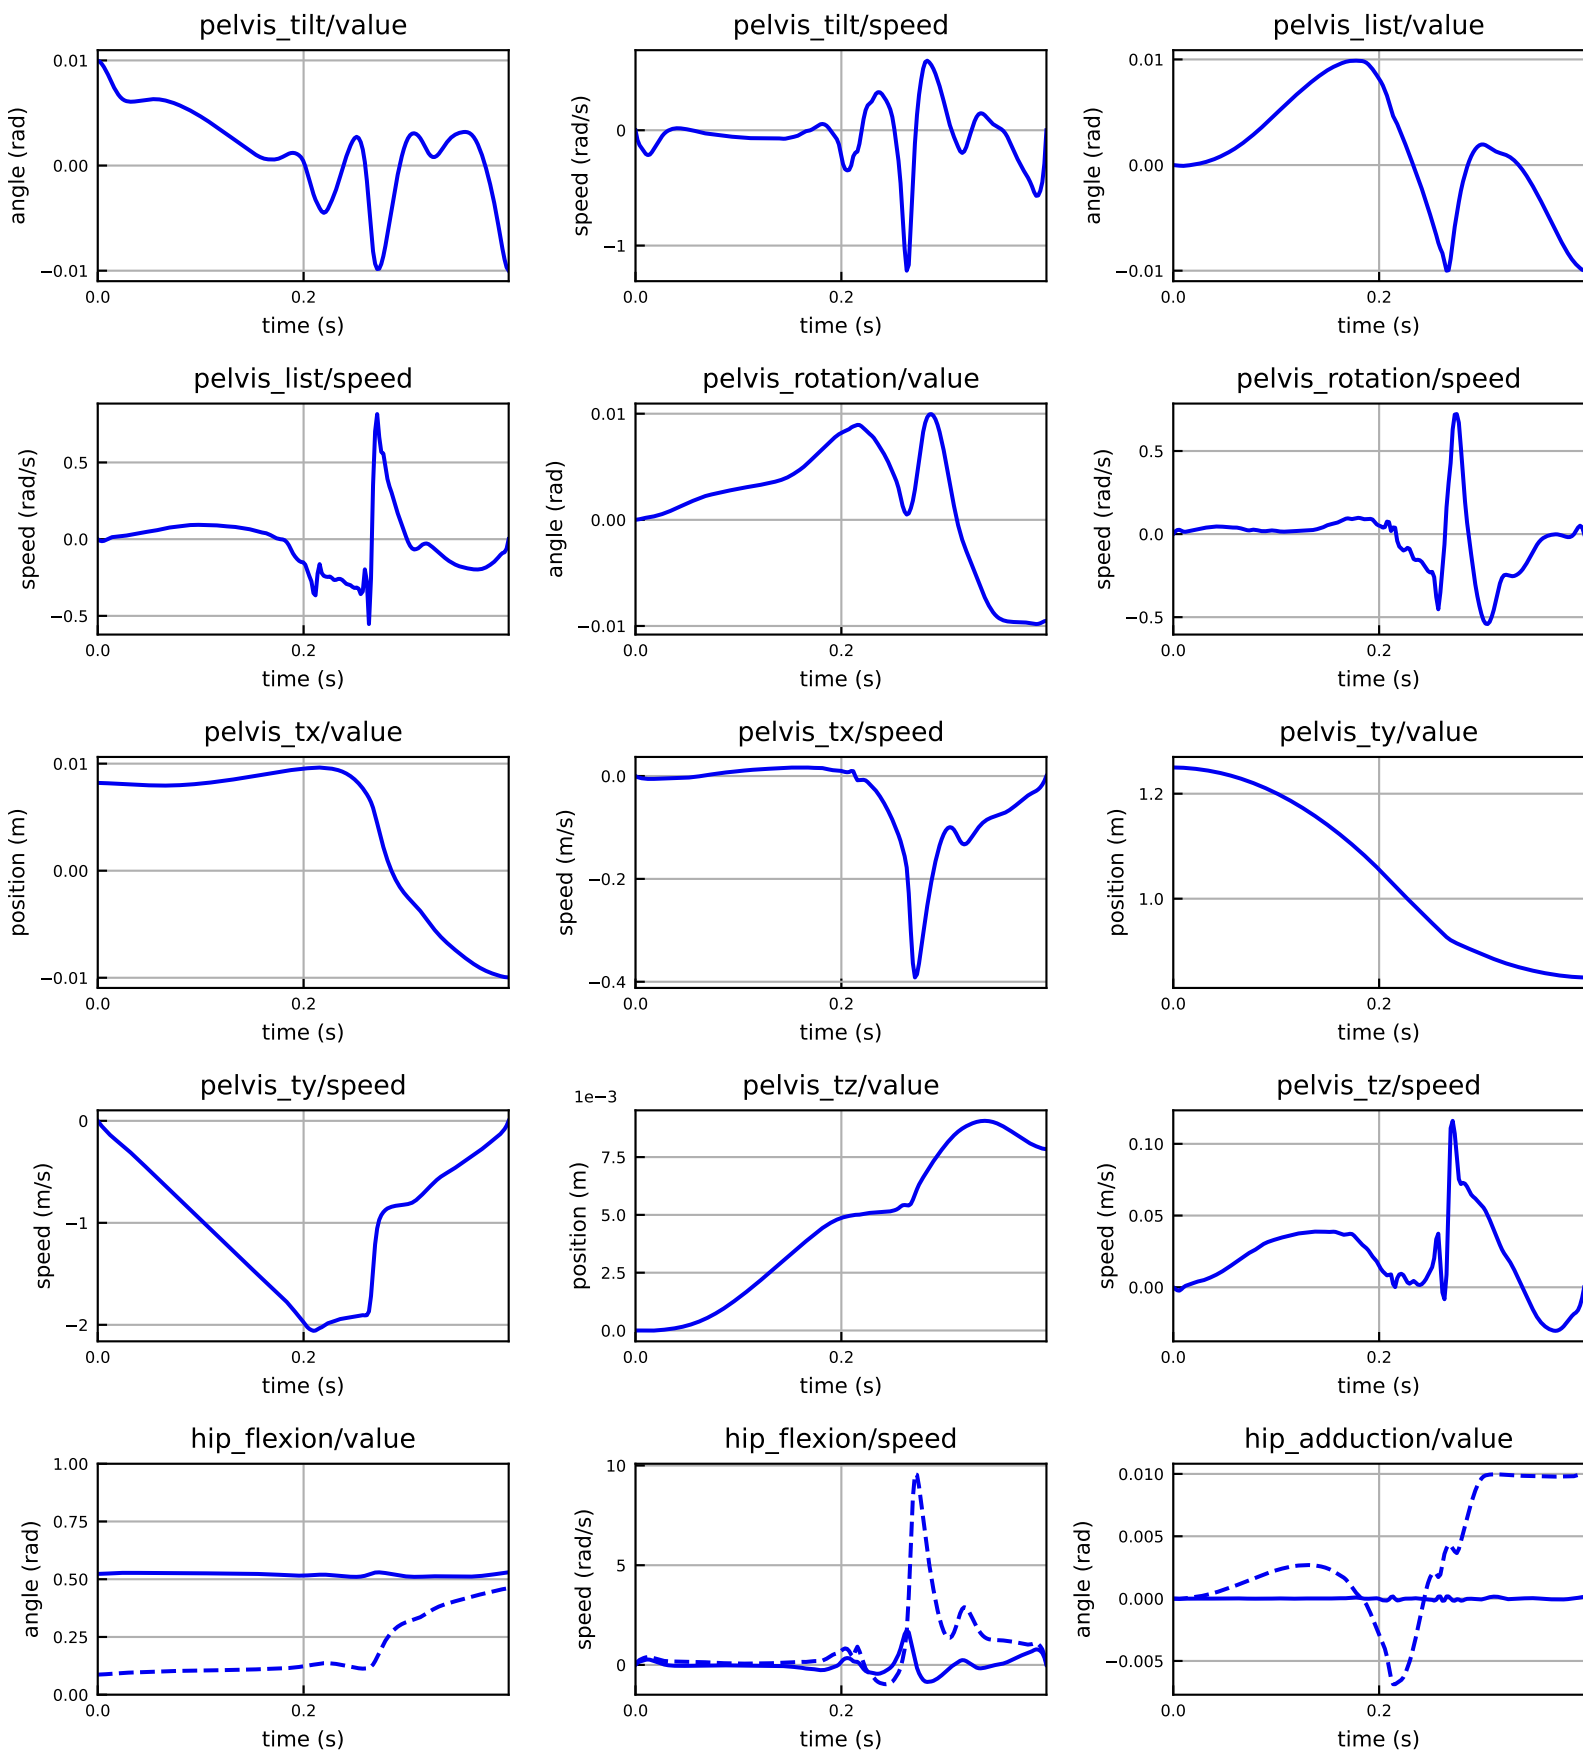 pelvis_tilt/value
pelvis_tilt/speed
pelvis_list/value
angle (rad)
0.01
0.00
−0.01
0.0
0.2
time (s)
speed (rad/s)
0
−1
0.0
0.2
time (s)
angle (rad)
0.01
0.00
−0.01
0.0
0.2
time (s)
pelvis_list/speed
pelvis_rotation/value
pelvis_rotation/speed
speed (rad/s)
0.5
0.0
−0.5
0.0
0.2
time (s)
angle (rad)
0.01
0.00
−0.01
0.0
0.2
time (s)
speed (rad/s)
0.5
0.0
−0.5
0.0
0.2
time (s)
pelvis_tx/value
pelvis_tx/speed
pelvis_ty/value
position (m)
0.01
0.00
−0.01
0.0
0.2
time (s)
speed (m/s)
0.0
−0.2
−0.4
0.0
0.2
time (s)
position (m)
1.2
1.0
0.0
0.2
time (s)
pelvis_ty/speed
pelvis_tz/value
pelvis_tz/speed
speed (m/s)
0
−1
−2
0.0
0.2
time (s)
1e−3
position (m)
7.5
5.0
2.5
0.0
0.0
0.2
time (s)
speed (m/s)
0.10
0.05
0.00
0.0
0.2
time (s)
hip_flexion/value
hip_flexion/speed
hip_adduction/value
angle (rad)
1.00
0.75
0.50
0.25
0.00
0.0
0.2
time (s)
speed (rad/s)
10
5
0
0.0
0.2
time (s)
angle (rad)
0.010
0.005
0.000
−0.005
0.0
0.2
time (s)